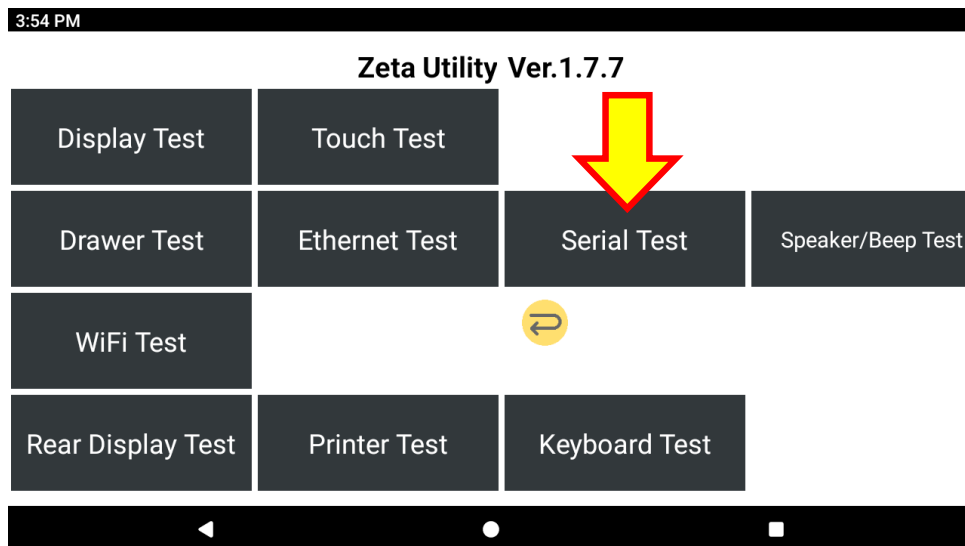 3:54 PM
Zeta Utility Ver.1.7.7
Display Test
Touch Test
Drawer Test
Ethernet Test
Serial Test
Speaker/Beep Test
WiFi Test
Rear Display Test
Printer Test
Keyboard Test